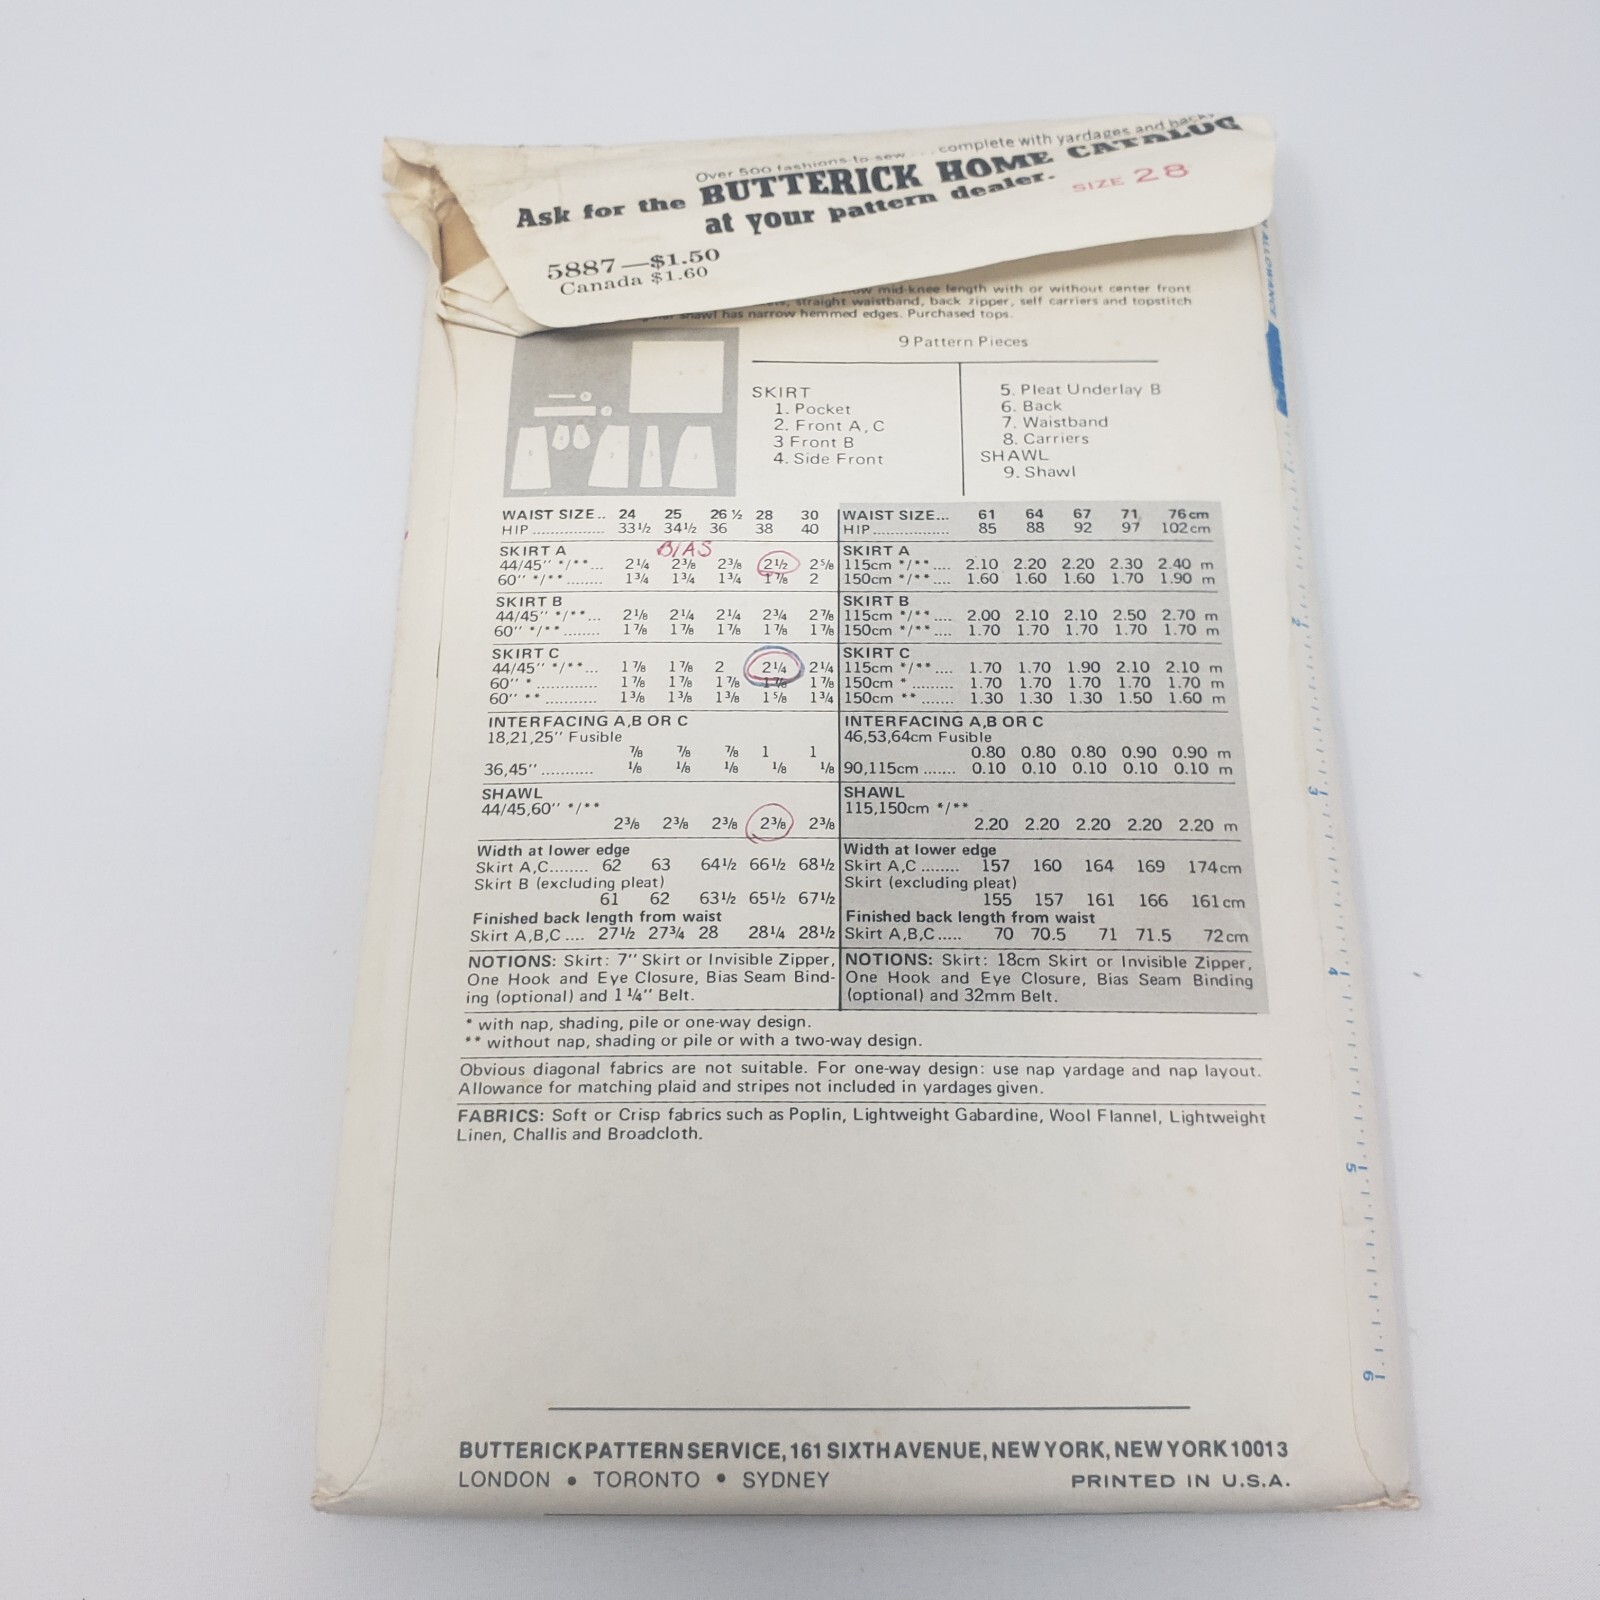 Over 500 fashions to sew... complete with yardages and back
Ask for the BUTTERICK HOME CATALOG
at your pattern dealer.
SIZE 28
5887—$1.50
Canada $1.60
mid-knee length with or without center front
straight waistband, back zipper, self carriers and topstitch
shawl has narrow hemmed edges. Purchased tops.
9 Pattern Pieces
SKIRT
1. Pocket
2. Front A, C
3 Front B
4. Side Front
5. Pleat Underlay B
6. Back
7. Waistband
8. Carriers
SHAWL
9. Shawl
WAIST SIZE.. 24 25 26 ½ 28 30
HIP ................ 33½ 34½ 36 38 40
SKIRT A BIAS
44/45'' */**... 2¼ 2⅜ 2⅜ 2½ 2⅝
60'' */** ........ 1¾ 1¾ 1¾ 1⅞ 2
SKIRT B
44/45'' */**... 2⅛ 2¼ 2¼ 2¾ 2⅞
60'' */** ........ 1⅞ 1⅞ 1⅞ 1⅞ 1⅞
SKIRT C
44/45'' */**... 1⅞ 1⅞ 2 2¼ 2¼
60'' * ............ 1⅞ 1⅞ 1⅞ 1⅞ 1⅞
60'' ** ........... 1⅜ 1⅜ 1⅜ 1⅝ 1¾
INTERFACING A,B OR C
18,21,25'' Fusible
⅞ ⅞ ⅞ 1 1
36,45'' ........... ⅛ ⅛ ⅛ ⅛ ⅛
SHAWL
44/45,60'' */**
2⅜ 2⅜ 2⅜ 2⅜ 2⅜
Width at lower edge
Skirt A,C........ 62 63 64½ 66½ 68½
Skirt B (excluding pleat)
61 62 63½ 65½ 67½
Finished back length from waist
Skirt A,B,C .... 27½ 27¾ 28 28¼ 28½
NOTIONS: Skirt: 7'' Skirt or Invisible Zipper,
One Hook and Eye Closure, Bias Seam Bind-
ing (optional) and 1 ¼'' Belt.
WAIST SIZE... 61 64 67 71 76cm
HIP................. 85 88 92 97 102cm
SKIRT A
115cm */** .... 2.10 2.20 2.20 2.30 2.40 m
150cm */** .... 1.60 1.60 1.60 1.70 1.90 m
SKIRT B
115cm */** .... 2.00 2.10 2.10 2.50 2.70 m
150cm */** .... 1.70 1.70 1.70 1.70 1.70 m
SKIRT C
115cm */** .... 1.70 1.70 1.90 2.10 2.10 m
150cm * ......... 1.70 1.70 1.70 1.70 1.70 m
150cm ** ....... 1.30 1.30 1.30 1.50 1.60 m
INTERFACING A,B OR C
46,53,64cm Fusible
0.80 0.80 0.80 0.90 0.90 m
90,115cm ....... 0.10 0.10 0.10 0.10 0.10 m
SHAWL
115,150cm */**
2.20 2.20 2.20 2.20 2.20 m
Width at lower edge
Skirt A,C ........ 157 160 164 169 174cm
Skirt (excluding pleat)
155 157 161 166 161cm
Finished back length from waist
Skirt A,B,C..... 70 70.5 71 71.5 72cm
NOTIONS: Skirt: 18cm Skirt or Invisible Zipper,
One Hook and Eye Closure, Bias Seam Binding
(optional) and 32mm Belt.
* with nap, shading, pile or one-way design.
** without nap, shading or pile or with a two-way design.
Obvious diagonal fabrics are not suitable. For one-way design: use nap yardage and nap layout.
Allowance for matching plaid and stripes not included in yardages given.
FABRICS: Soft or Crisp fabrics such as Poplin, Lightweight Gabardine, Wool Flannel, Lightweight
Linen, Challis and Broadcloth.
2
3
4
5
6
BUTTERICK PATTERN SERVICE, 161 SIXTH AVENUE, NEW YORK, NEW YORK 10013
LONDON • TORONTO • SYDNEY
PRINTED IN U.S.A.